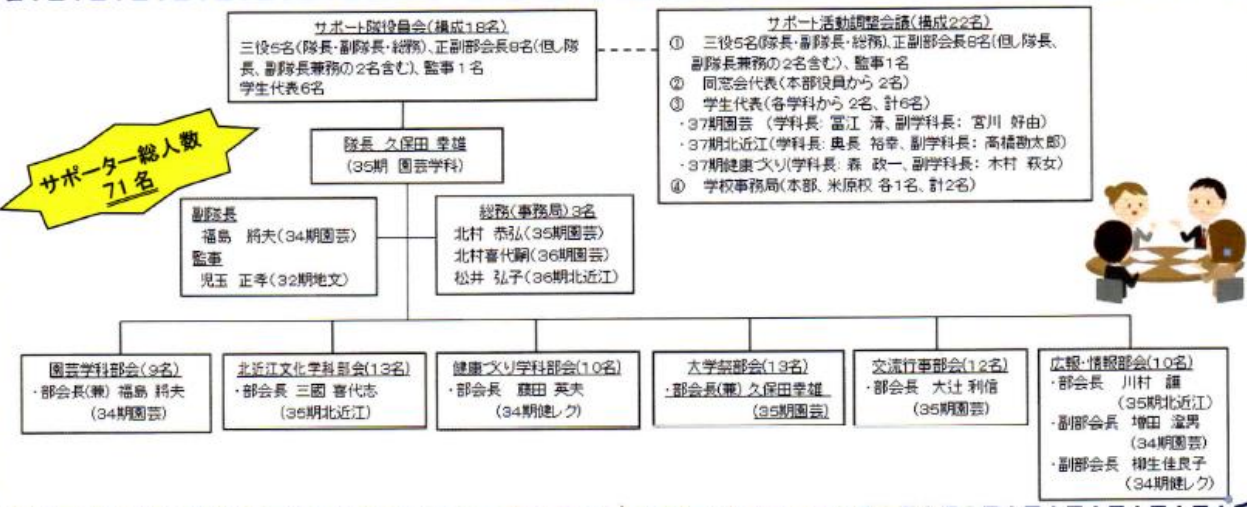 サポート隊役員会(構成18名)
三役5名(隊長・副隊長・総務)、正副部会長8名(但し隊
長、副隊長兼務の2名含む)、監事1名
学生代表6名
サポート活動調整会議(構成22名)
① 三役5名(隊長・副隊長・総務)、正副部会長8名(但し隊長、
副隊長兼務の2名含む)、監事1名
② 同窓会代表(本部役員から 2名)
③ 学生代表(各学科から 2名、計6名)
・37期園芸 (学科長: 冨江 清、副学科長: 宮川 好由)
・37期北近江(学科長: 奥長 裕幸、副学科長: 高橋勘太郎)
・37期健康づくり(学科長: 森 政一、副学科長: 木村 萩女)
④ 学校事務局(本部、米原校 各1名、計2名)
サポーター総人数
71名
隊長 久保田 幸雄
(35期 園芸学科)
副隊長
福島 將夫(34期園芸)
監事
児玉 正孝(32期地文)
総務(事務局)3名
北村 恭弘(35期園芸)
北村喜代嗣(36期園芸)
松井 弘子(36期北近江)
園芸学科部会(9名)
・部会長(兼) 福島 將夫
(34期園芸)
北近江文化学科部会(13名)
・部会長 三國 喜代志
(35期北近江)
健康づくり学科部会(10名)
・部会長 藤田 英夫
(34期健レク)
大学祭部会(13名)
・部会長(兼) 久保田幸雄
(35期園芸)
交流行事部会(12名)
・部会長 大辻 利信
(35期園芸)
広報・情報部会(10名)
・部会長 川村 護
(35期北近江)
・副部会長 増田 澄男
(34期園芸)
・副部会長 柳生佳良子
(34期健レク)